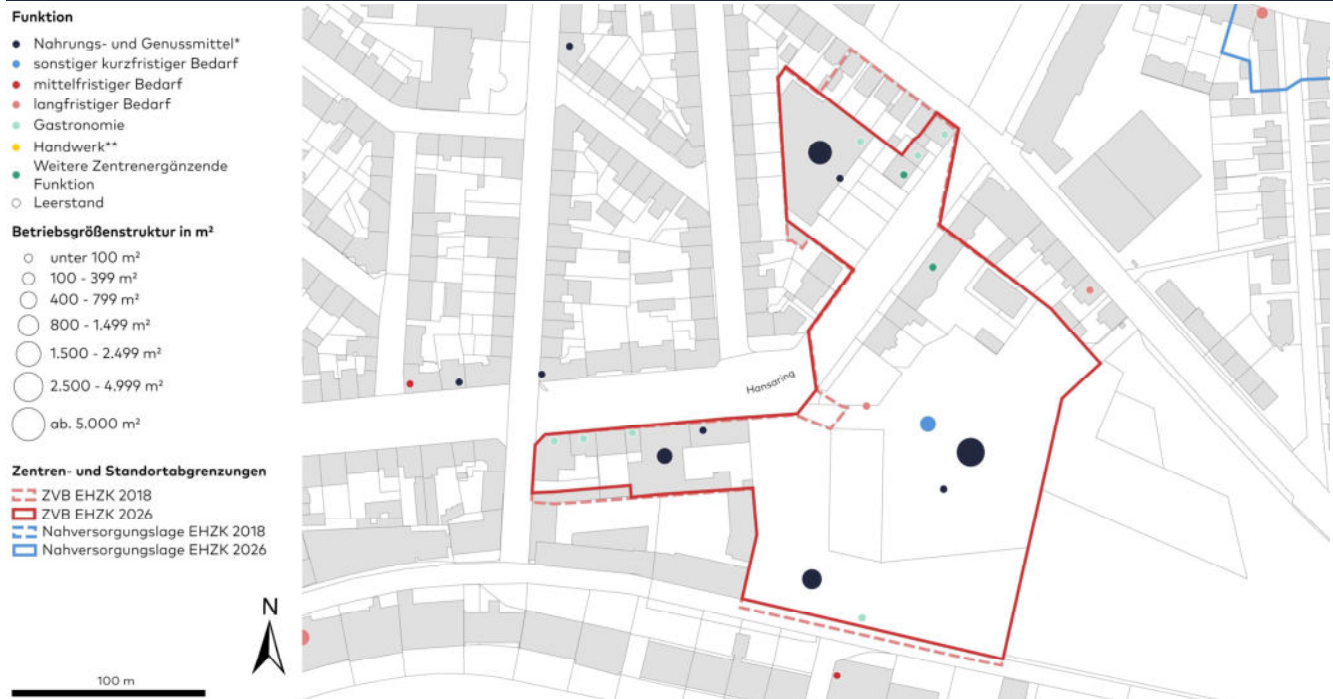 Funktion
Nahrungs- und Genussmittel*
sonstiger kurzfristiger Bedarf
mittelfristiger Bedarf
langfristiger Bedarf
Gastronomie
Handwerk**
Weitere Zentrenergänzende
Funktion
Leerstand
Betriebsgrößenstruktur in m²
unter 100 m²
100 - 399 m²
400 - 799 m²
800 - 1.499 m²
1.500 - 2.499 m²
2.500 - 4.999 m²
ab. 5.000 m²
Zentren- und Standortabgrenzungen
ZVB EHZK 2018
ZVB EHZK 2026
Nahversorgungslage EHZK 2018
Nahversorgungslage EHZK 2026
N
100 m
Hansaring